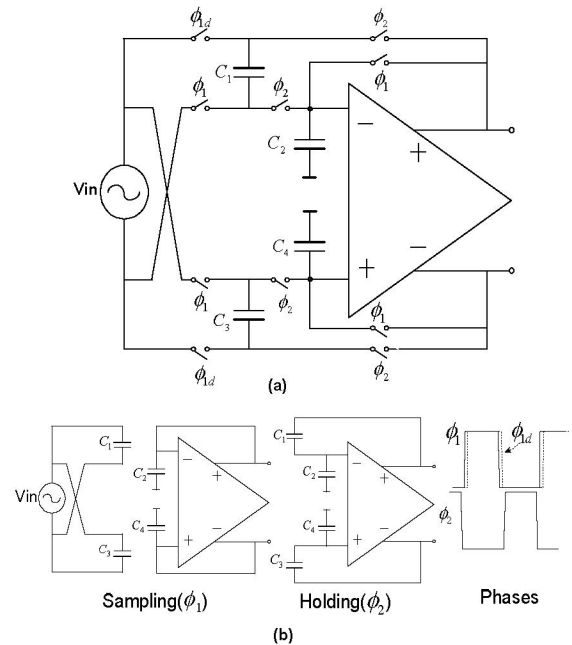 ϕ1d ϕ2
C1 ϕ1
ϕ1 ϕ2
C2 − +
Vin
C4 + −
ϕ1 ϕ2
C3 ϕ1
ϕ1d ϕ2
(a)
C1 C1 ϕ1 ϕ1d
C2 − + − + C2
Vin
C4 + − C4 + − ϕ2
C3 C3
Sampling(ϕ1) Holding(ϕ2) Phases
(b)